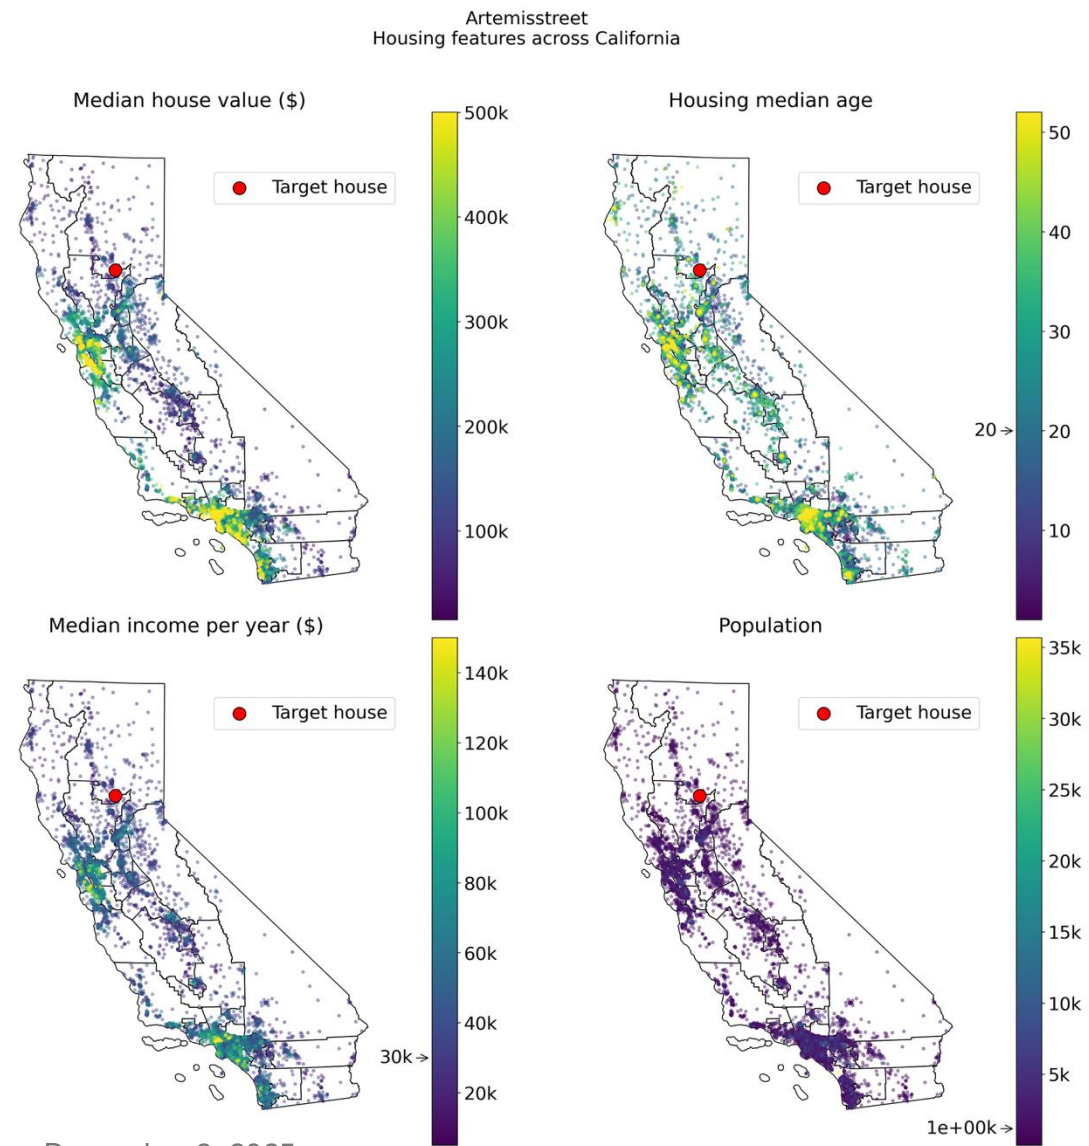 Artemisstreet
Housing features across California
Median house value ($)
Target house
500k
400k
300k
200k
100k
Housing median age
Target house
50
40
30
20
20
10
Median income per year ($)
Target house
140k
120k
100k
80k
60k
40k
30k
20k
Population
Target house
35k
30k
25k
20k
15k
10k
5k
1e+00k